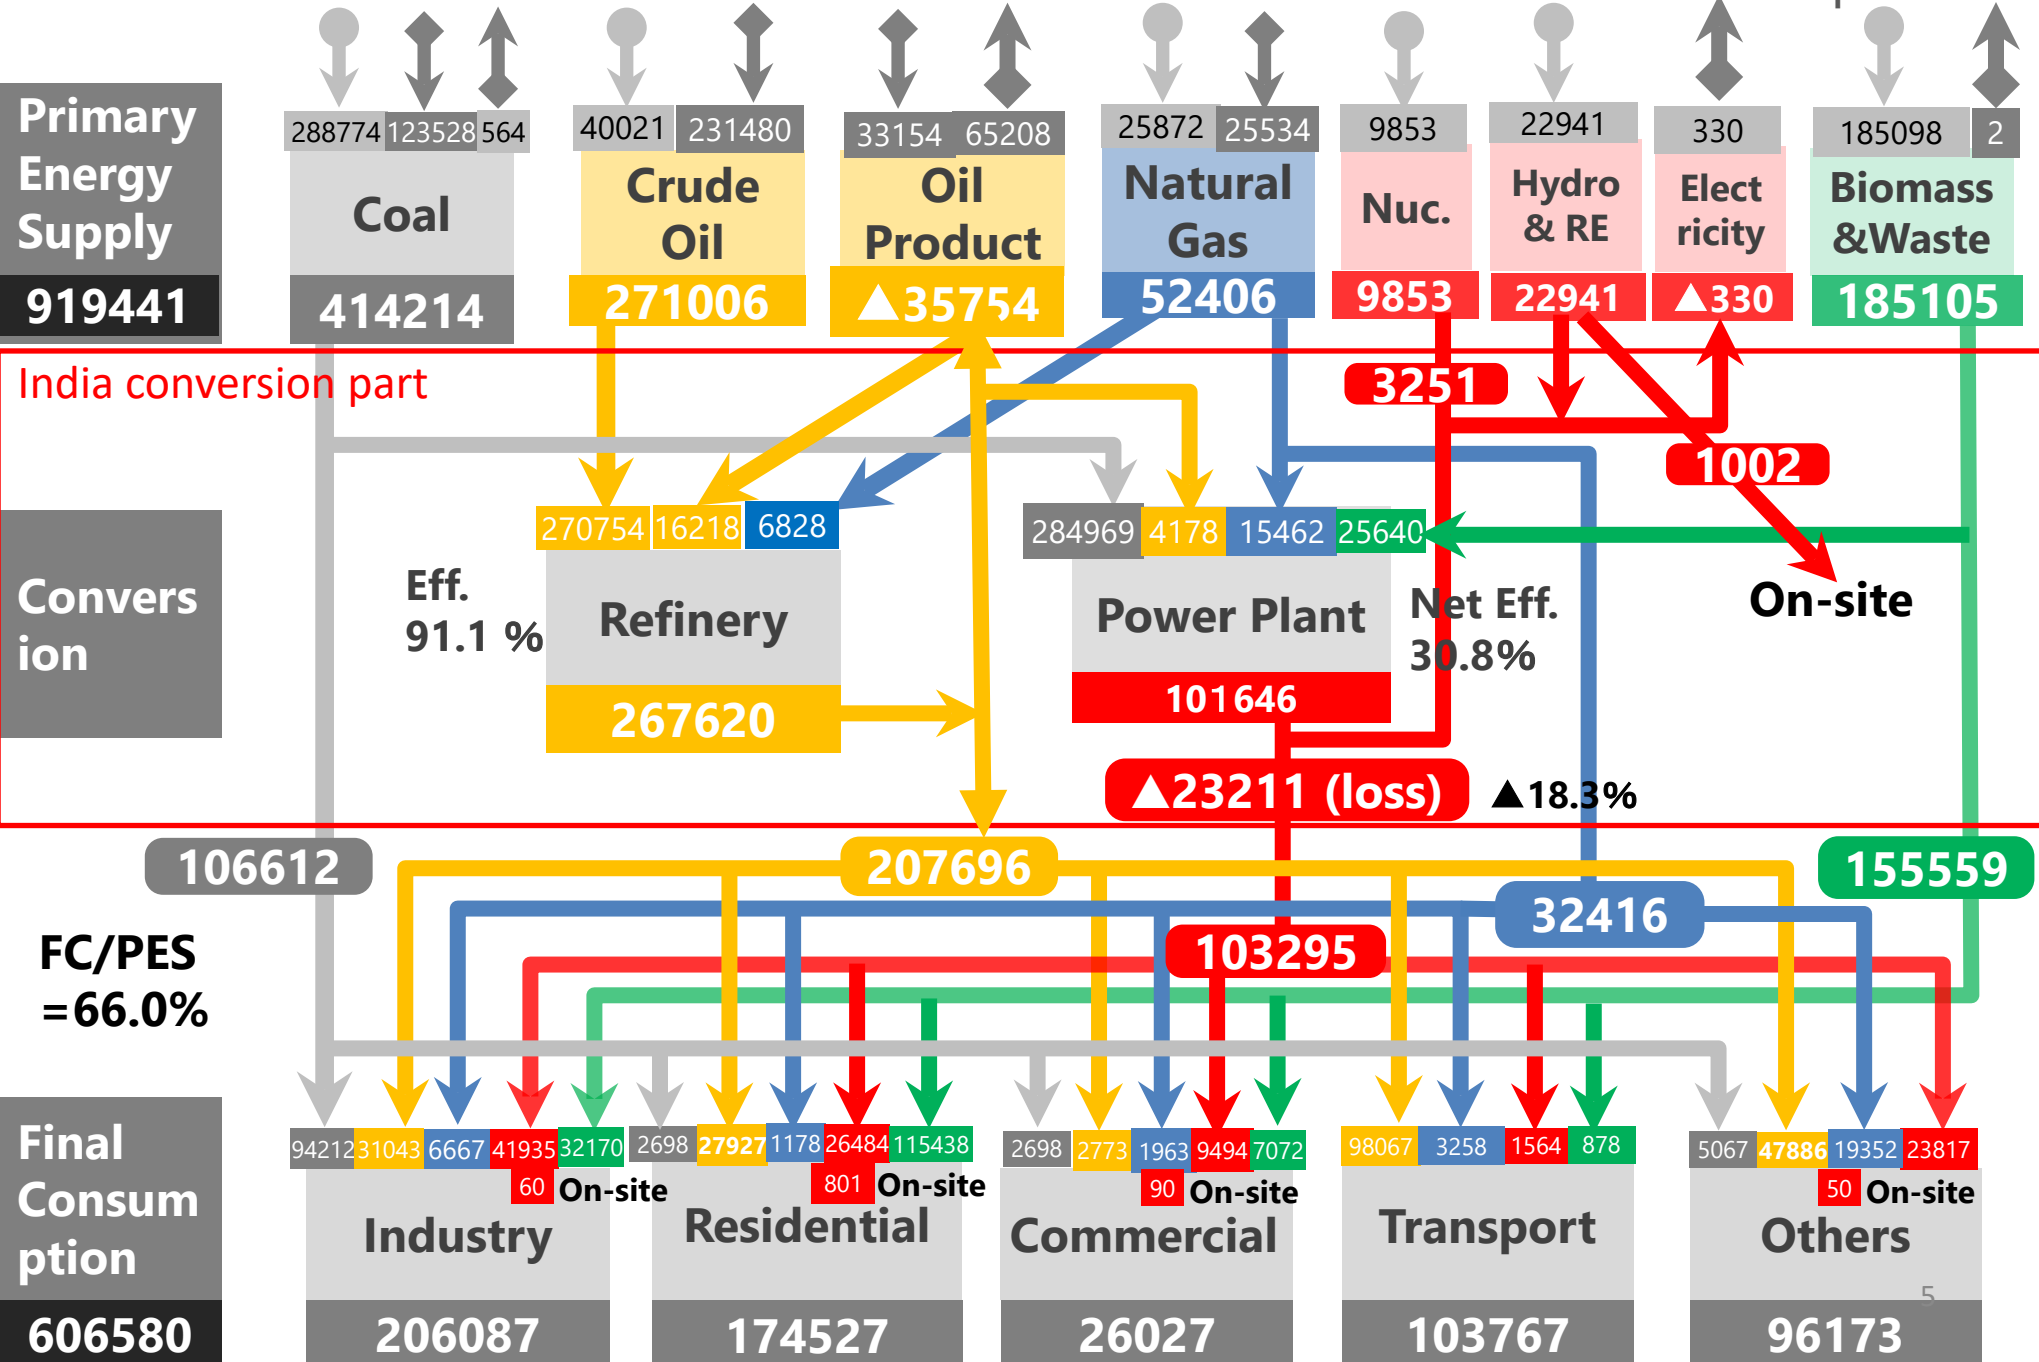 Primary
Energy
Supply
919441
288774 123528 564
Coal
414214
40021 231480
Crude
Oil
271006
33154 65208
Oil
Product
▲35754
25872 25534
Natural
Gas
52406
9853
Nuc.
9853
22941
Hydro
& RE
22941
330
Elect
ricity
▲330
185098 2
Biomass
&Waste
185105
India conversion part
3251
1002
On-site
Convers
ion
270754 16218 6828
Eff.
91.1 %
Refinery
267620
284969 4178 15462 25640
Power Plant
Net Eff.
30.8%
101646
▲23211 (loss)
▲18.3%
106612
207696
32416
155559
103295
FC/PES
=66.0%
Final
Consum
ption
606580
94212 31043 6667 41935 32170
60 On-site
Industry
206087
2698 27927 1178 26484 115438
801 On-site
Residential
174527
2698 2773 1963 9494 7072
90 On-site
Commercial
26027
98067 3258 1564 878
Transport
103767
5067 47886 19352 23817
50 On-site
Others
5
96173